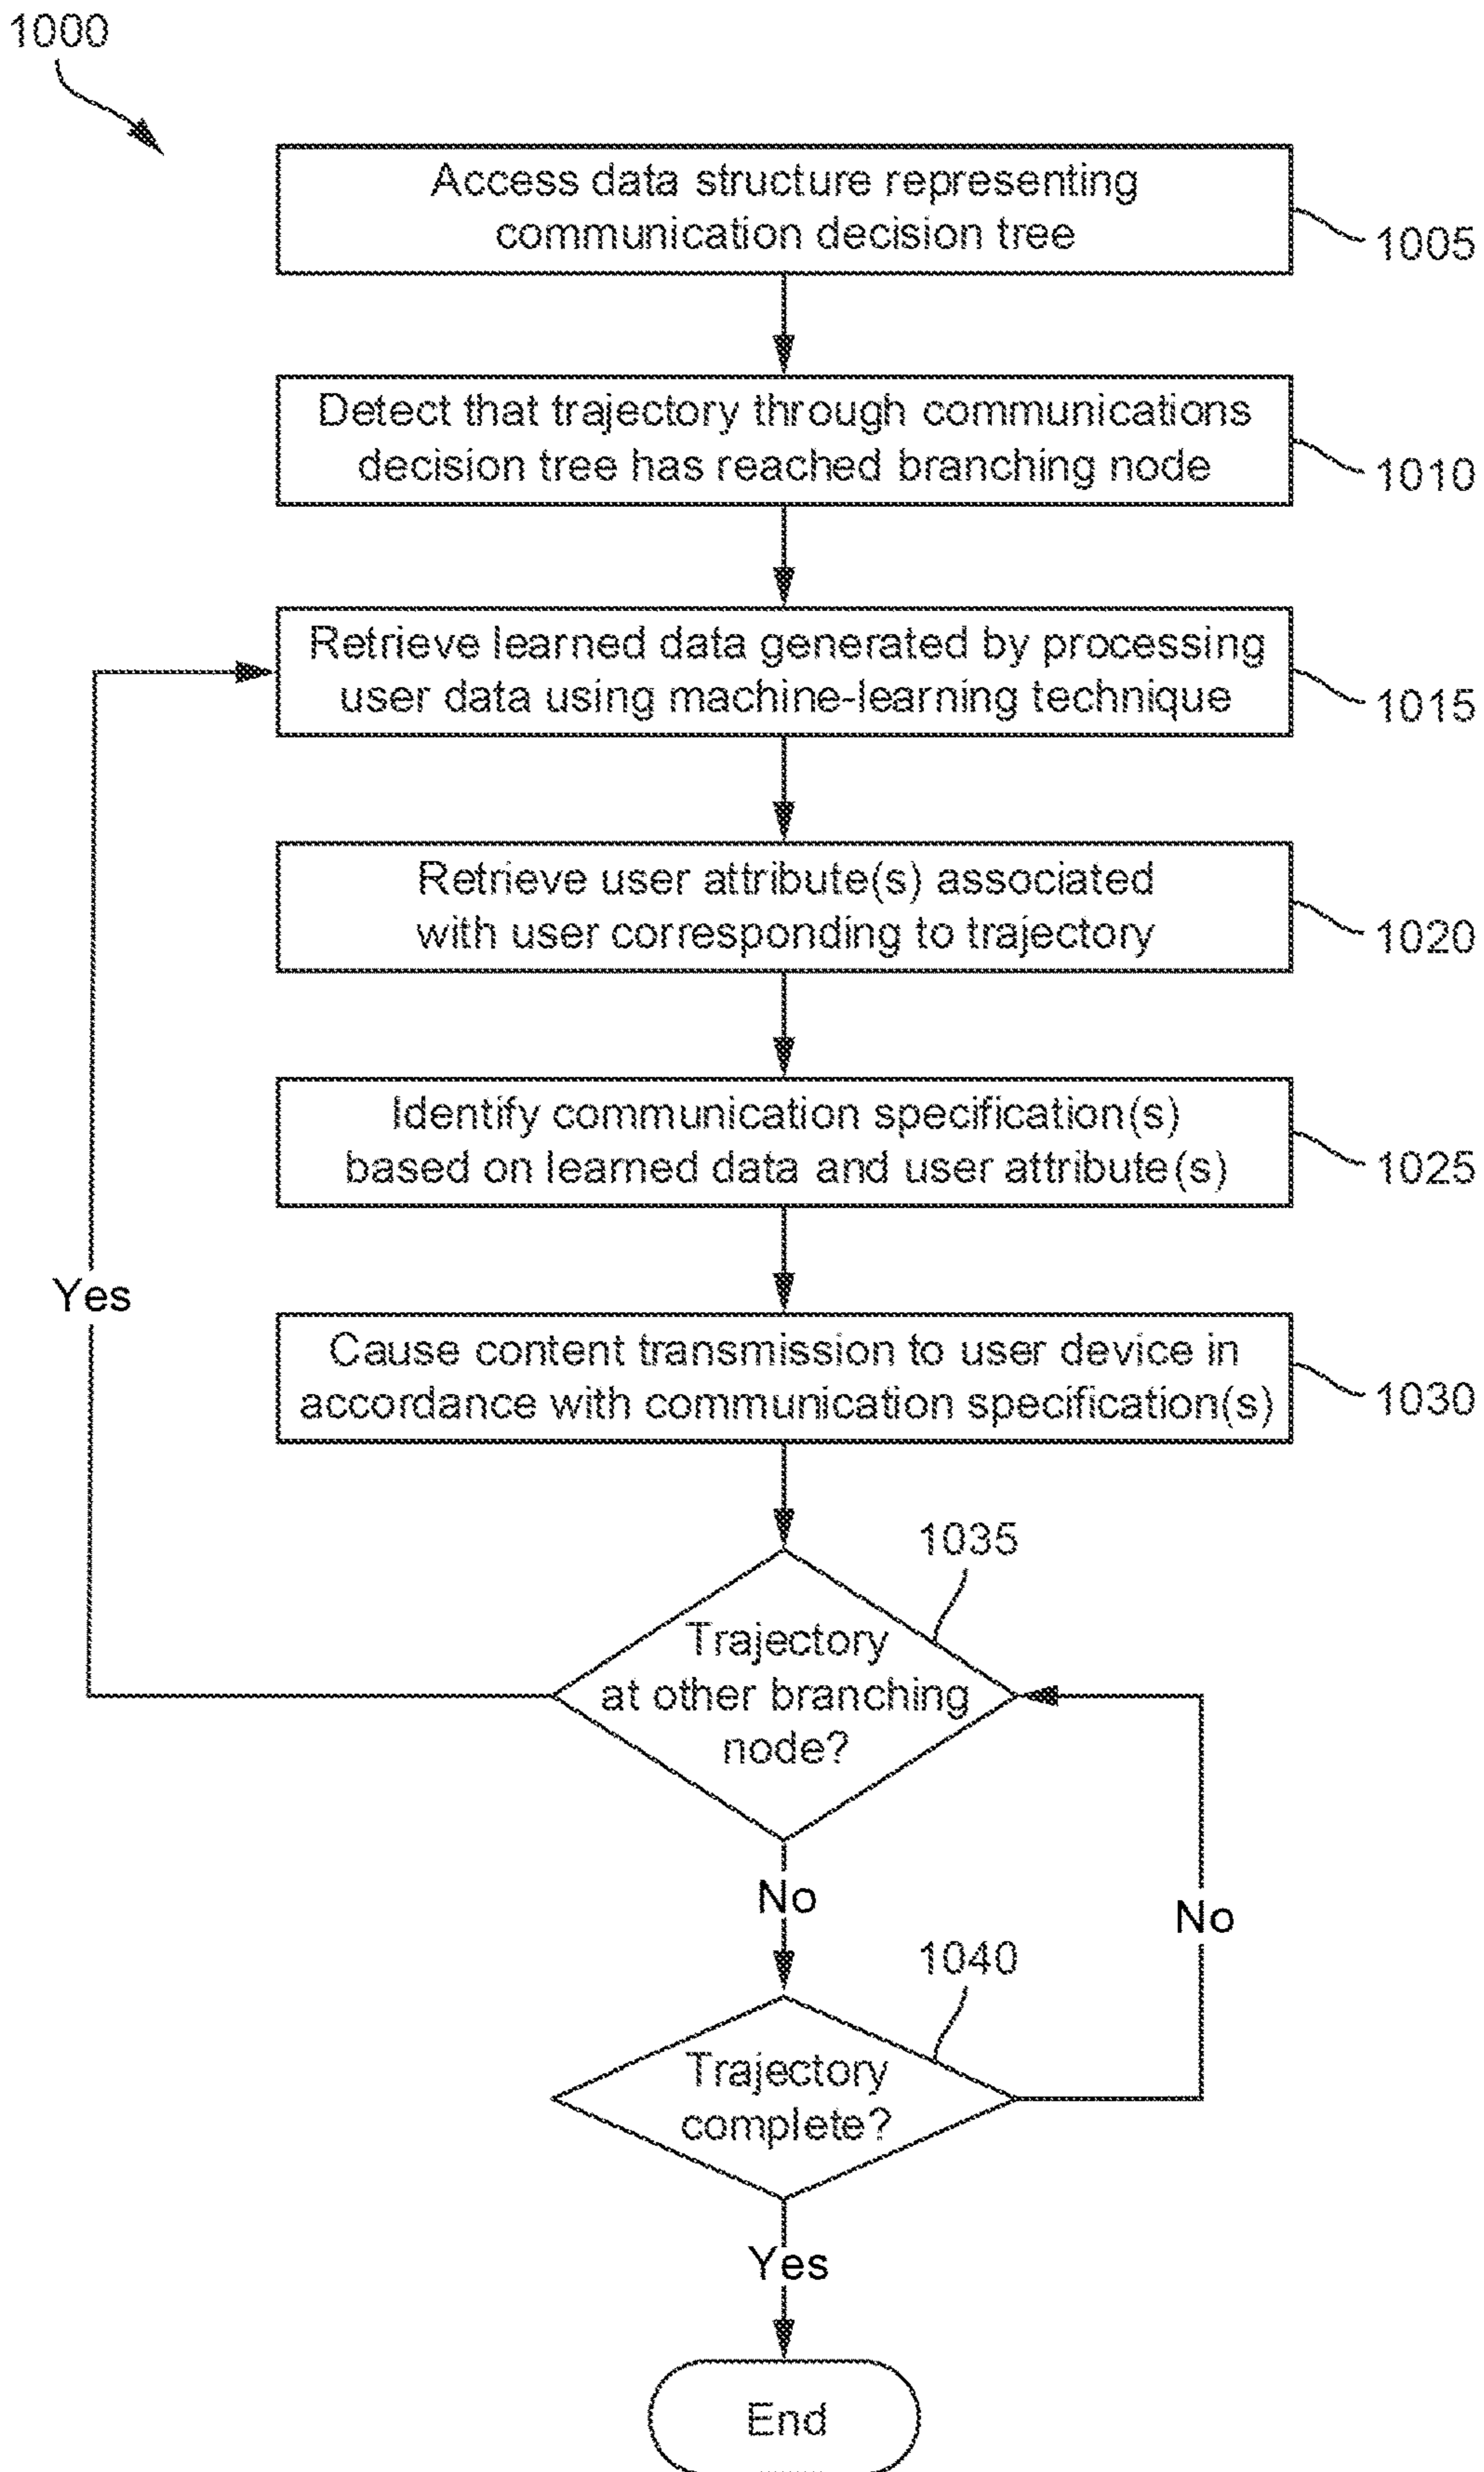 1000
Access data structure representing
communication decision tree
1005
Detect that trajectory through communications
decision tree has reached branching node
1010
Retrieve learned data generated by processing
user data using machine-learning technique
1015
Retrieve user attribute(s) associated
with user corresponding to trajectory
1020
Identify communication specification(s)
based on learned data and user attribute(s)
1025
Yes
Cause content transmission to user device in
accordance with communication specification(s)
1030
1035
Trajectory
at other branching
node?
No
No
1040
Trajectory
complete?
Yes
End